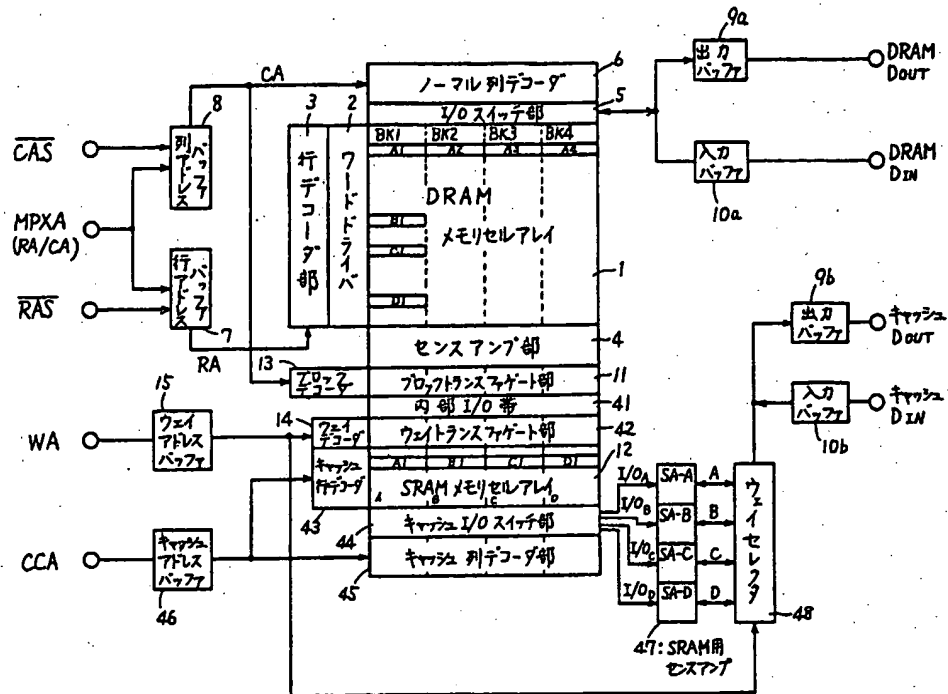 9a
出力
バッファ
DRAM
DOUT
CA
6
ノーマル列デコーダ
5
I/Oスイッチ部
8
3
2
BK1 BK2 BK3 BK4
A1 A2 A3 A4
CAS
列アドレス
バッファ
入力
バッファ
DRAM
DIN
10a
行デコーダ部
ワードドライバ
DRAM
メモリセルアレイ
MPXA
(RA/CA)
B1
C1
1
行アドレス
バッファ
D1
RAS
7
RA
9b
出力
バッファ
キャッシュ
DOUT
センスアンプ部
4
13
ブロック
デコーダ
ブロックトランスファゲート部
11
入力
バッファ
キャッシュ
DIN
10b
15
内部I/O帯
41
14
WA
ウェイ
アドレス
バッファ
ウェイ
デコーダ
ウェイトランスファゲート部
42
12
キャッシュ
行デコーダ
A1 B1 C1 D1
SRAMメモリセルアレイ
A B C D
I/OA
SA-A
A
43
I/OB
SA-B
B
44
キャッシュI/Oスイッチ部
I/OC
SA-C
C
ウェイセレクタ
CCA
キャッシュ
アドレス
バッファ
キャッシュ列デコーダ部
45
I/OD
SA-D
D
46
48
47:SRAM用
センスアンプ